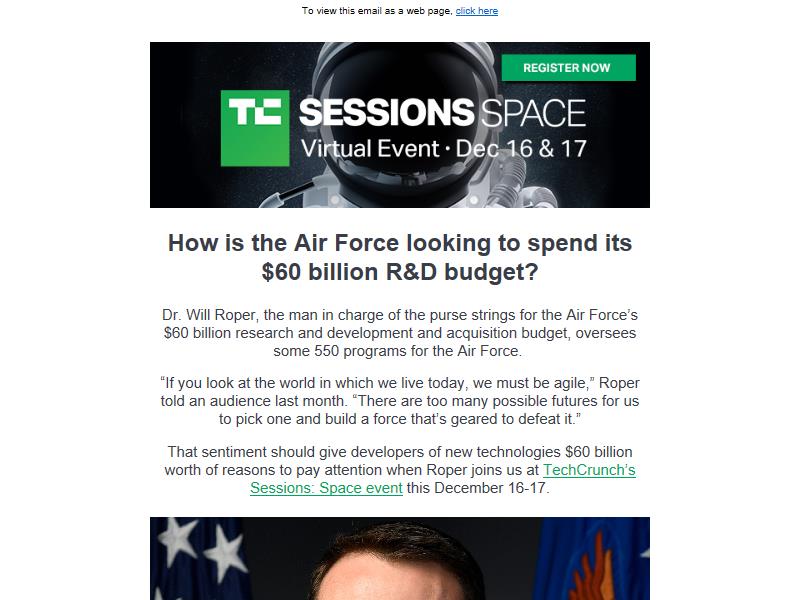 To view this email as a web page, click here
REGISTER NOW
TC SESSIONS SPACE
Virtual Event · Dec 16 & 17
How is the Air Force looking to spend its
$60 billion R&D budget?
Dr. Will Roper, the man in charge of the purse strings for the Air Force’s
$60 billion research and development and acquisition budget, oversees
some 550 programs for the Air Force.
“If you look at the world in which we live today, we must be agile,” Roper
told an audience last month. “There are too many possible futures for us
to pick one and build a force that’s geared to defeat it.”
That sentiment should give developers of new technologies $60 billion
worth of reasons to pay attention when Roper joins us at TechCrunch’s
Sessions: Space event this December 16-17.